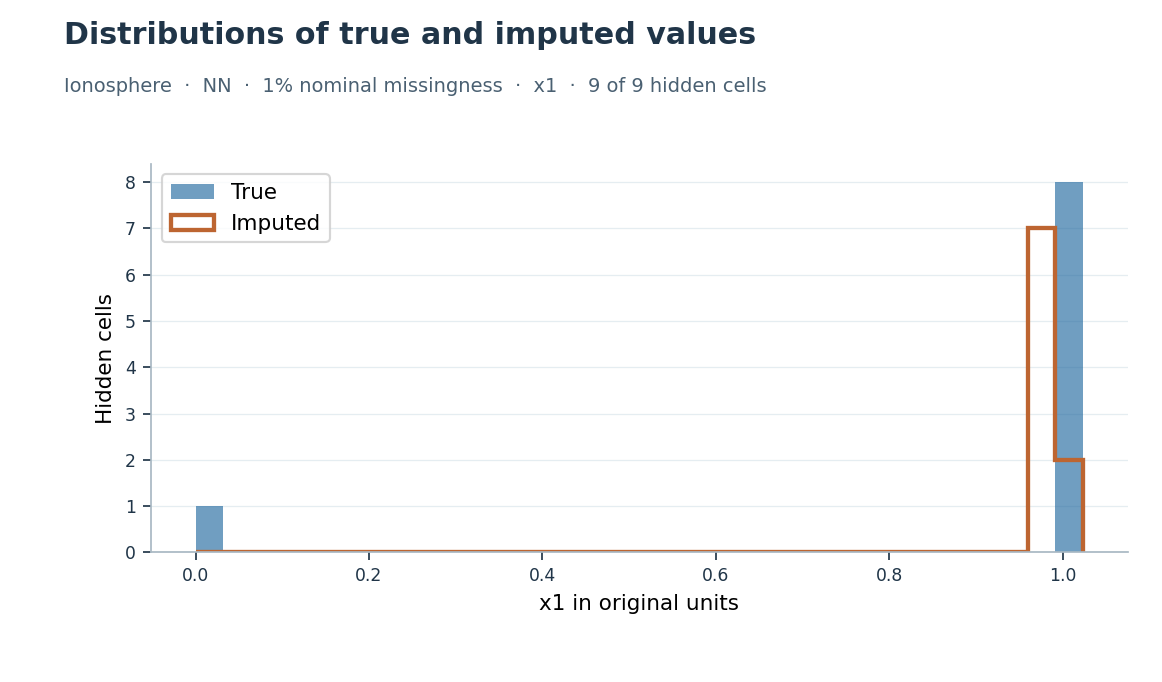 Distributions of true and imputed values
Ionosphere · NN · 1% nominal missingness · x1 · 9 of 9 hidden cells
True
Imputed
Hidden cells
8
7
6
5
4
3
2
1
0
0.0 0.2 0.4 0.6 0.8 1.0
x1 in original units